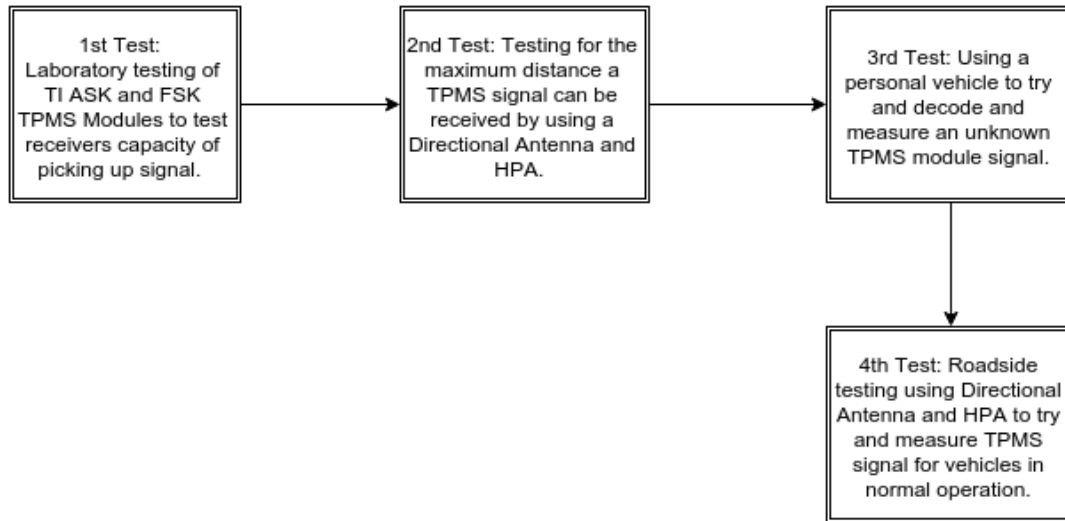 1st Test:
Laboratory testing of
TI ASK and FSK
TPMS Modules to test
receivers capacity of
picking up signal.
2nd Test: Testing for the
maximum distance a
TPMS signal can be
received by using a
Directional Antenna and
HPA.
3rd Test: Using a
personal vehicle to try
and decode and
measure an unknown
TPMS module signal.
4th Test: Roadside
testing using Directional
Antenna and HPA to try
and measure TPMS
signal for vehicles in
normal operation.